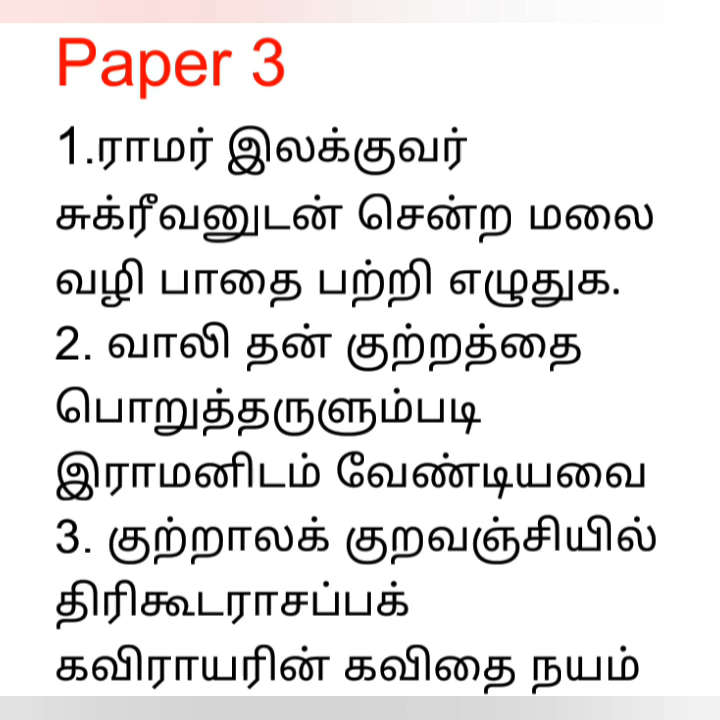 Paper 3
1.ராமர் இலக்குவர்
சுக்ரீவனுடன் சென்ற மலை
வழி பாதை பற்றி எழுதுக.
2. வாலி தன் குற்றத்தை
பொறுத்தருளும்படி
இராமனிடம் வேண்டியவை
3. குற்றாலக் குறவஞ்சியில்
திரிகூடராசப்பக்
கவிராயரின் கவிதை நயம்